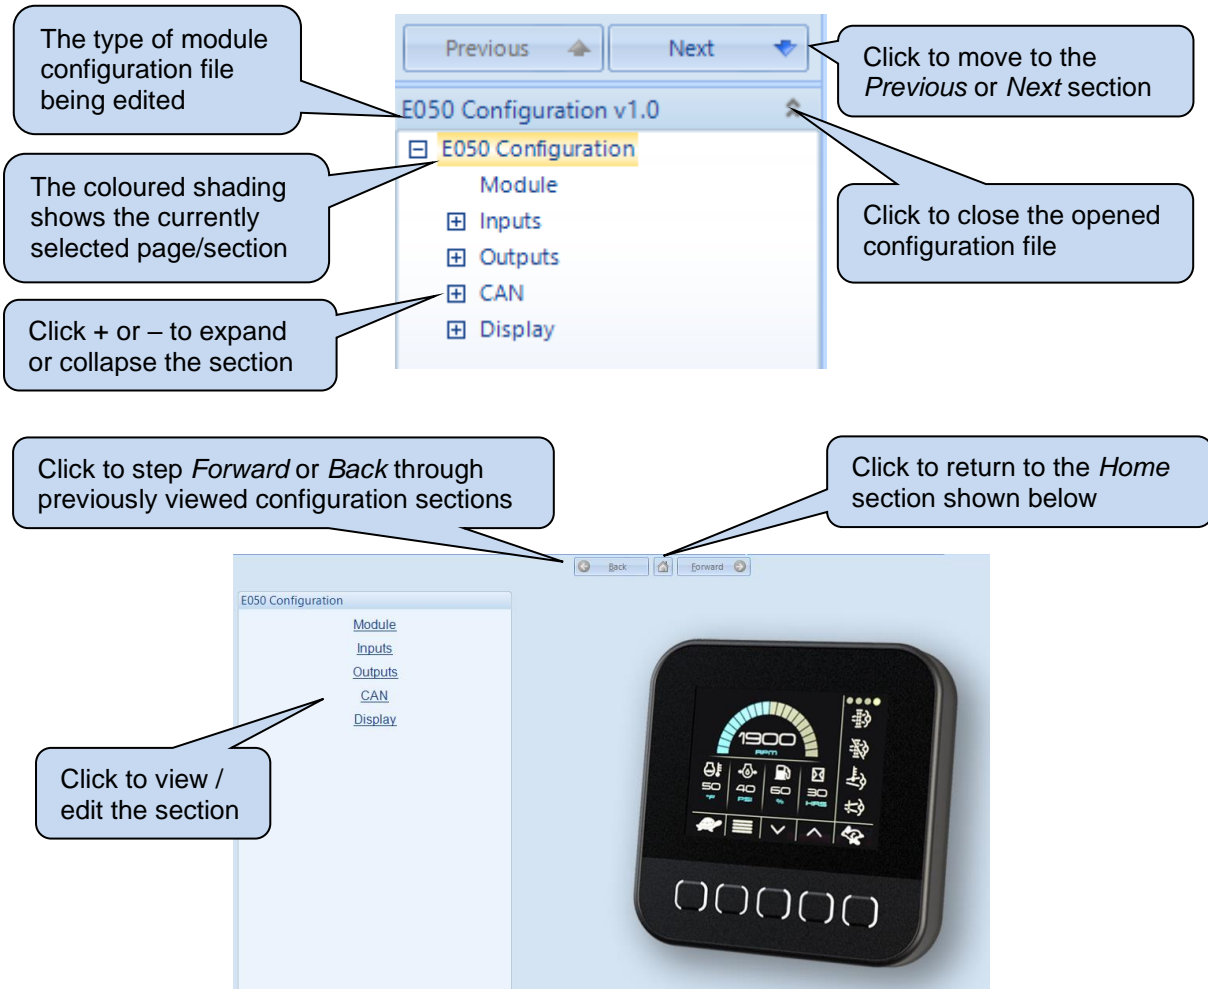 The type of module
configuration file
being edited
Previous
Next
Click to move to the
Previous or Next section
E050 Configuration v1.0
E050 Configuration
Module
Inputs
Outputs
CAN
Display
The coloured shading
shows the currently
selected page/section
Click to close the opened
configuration file
Click + or – to expand
or collapse the section
Click to step Forward or Back through
previously viewed configuration sections
Click to return to the Home
section shown below
Back
Forward
E050 Configuration
Module
Inputs
Outputs
CAN
Display
Click to view /
edit the section
1900
RPM
50 40 60 30
°F PSI % HRS